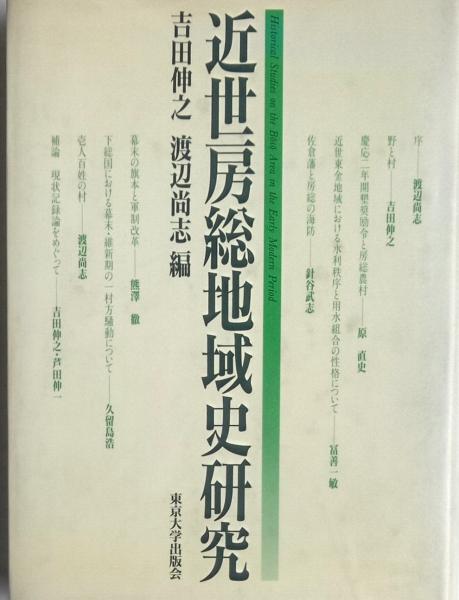 序――渡辺尚志
野と村――吉田伸之
慶応二年開墾奨励令と房総農村――原　直史
近世東金地域における水利秩序と用水組合の性格について――冨善一敏
佐倉藩と房総の海防――針谷武志
Historical Studies on the Bōsō Area in the Early Modern Period
近世房総地域史研究
吉田伸之　渡辺尚志 編
幕末の旗本と軍制改革――熊澤　徹
下総国における幕末・維新期の一村方騒動について――久留島浩
壱人百姓の村――渡辺尚志
補論　現状記録論をめぐって――吉田伸之・芦田伸一
東京大学出版会